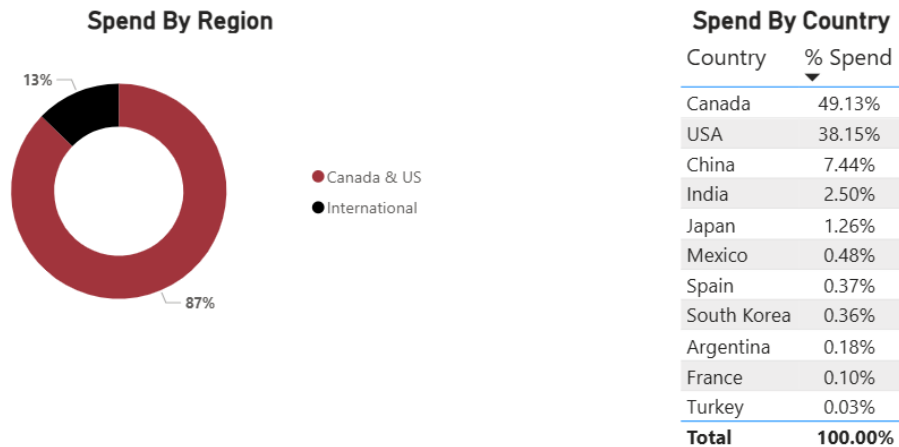 Spend By Region
13%
87%
Canada & US
International
Spend By Country
Country % Spend
Canada 49.13%
USA 38.15%
China 7.44%
India 2.50%
Japan 1.26%
Mexico 0.48%
Spain 0.37%
South Korea 0.36%
Argentina 0.18%
France 0.10%
Turkey 0.03%
Total 100.00%